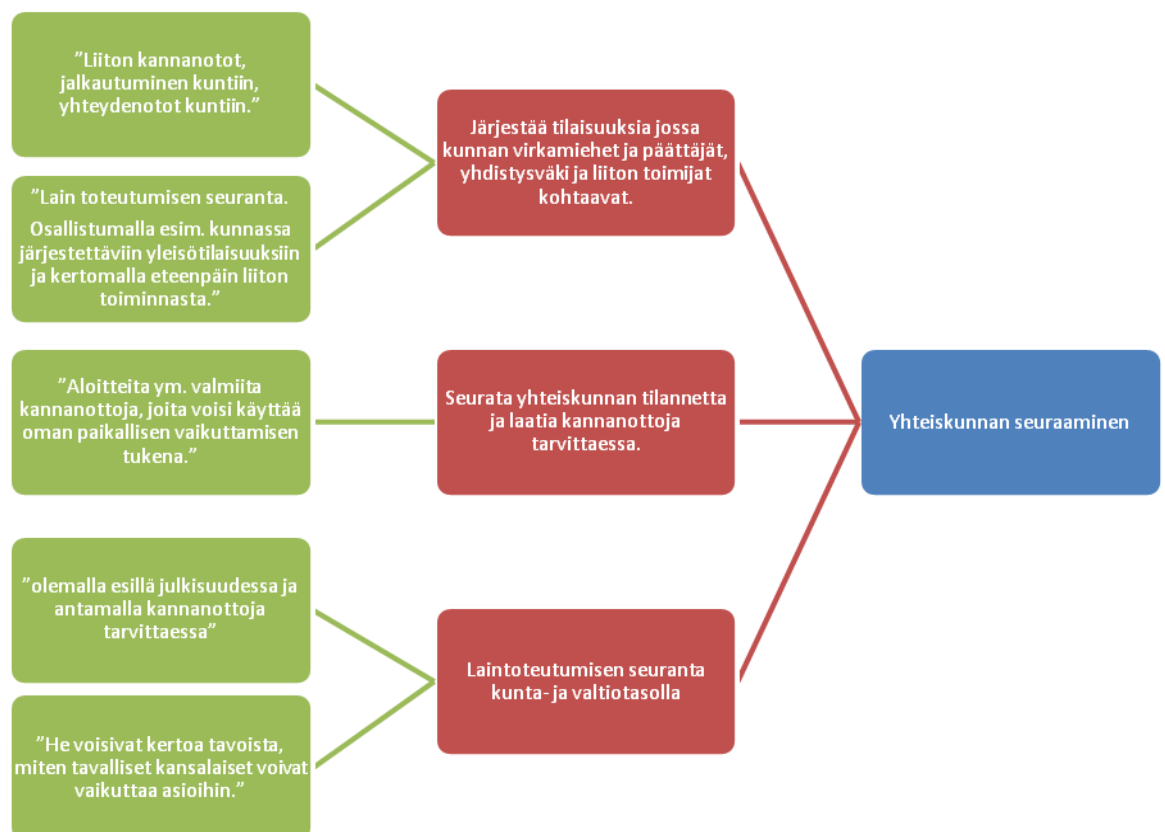 ”Liiton kannanotot,
jalkautuminen kuntiin,
yhteydenotot kuntiin.”
”Lain toteutumisen seuranta.
Osallistumalla esim. kunnassa
järjestettäviin yleisötilaisuuksiin
ja kertomalla eteenpäin liiton
toiminnasta.”
Järjestää tilaisuuksia jossa
kunnan virkamiehet ja päättäjät,
yhdistysväki ja liiton toimijat
kohtaavat.
”Aloitteita ym. valmiita
kannanottoja, joita voisi käyttää
oman paikallisen vaikuttamisen
tukena.”
Seurata yhteiskunnan tilannetta
ja laatia kannanottoja
tarvittaessa.
Yhteiskunnan seuraaminen
”olemalla esillä julkisuudessa ja
antamalla kannanottoja
tarvittaessa”
”He voisivat kertoa tavoista,
miten tavalliset kansalaiset voivat
vaikuttaa asioihin.”
Laintoteutumisen seuranta
kunta- ja valtiotasolla